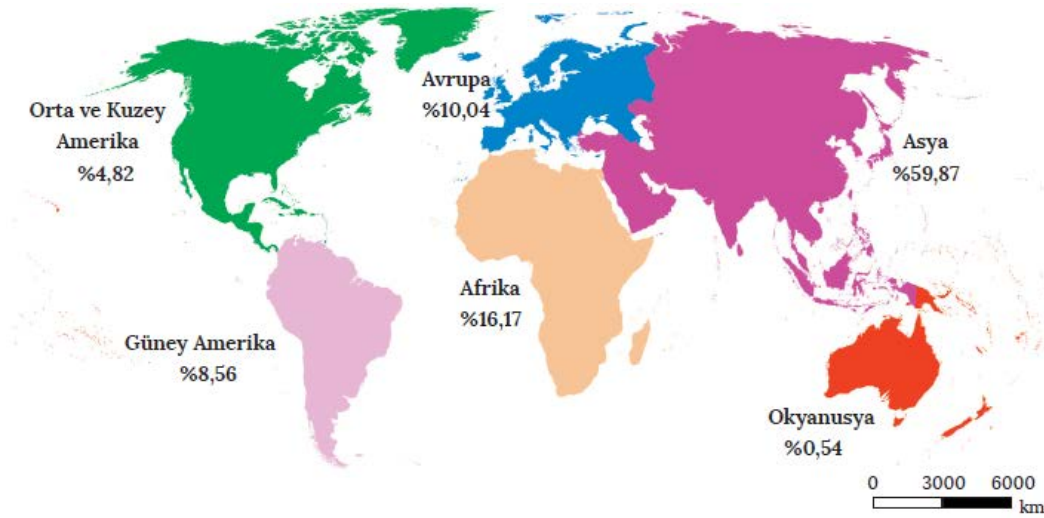 Orta ve Kuzey
Amerika
%4,82
Avrupa
%10,04
Asya
%59,87
Afrika
%16,17
Güney Amerika
%8,56
Okyanusya
%0,54
0 3000 6000
km